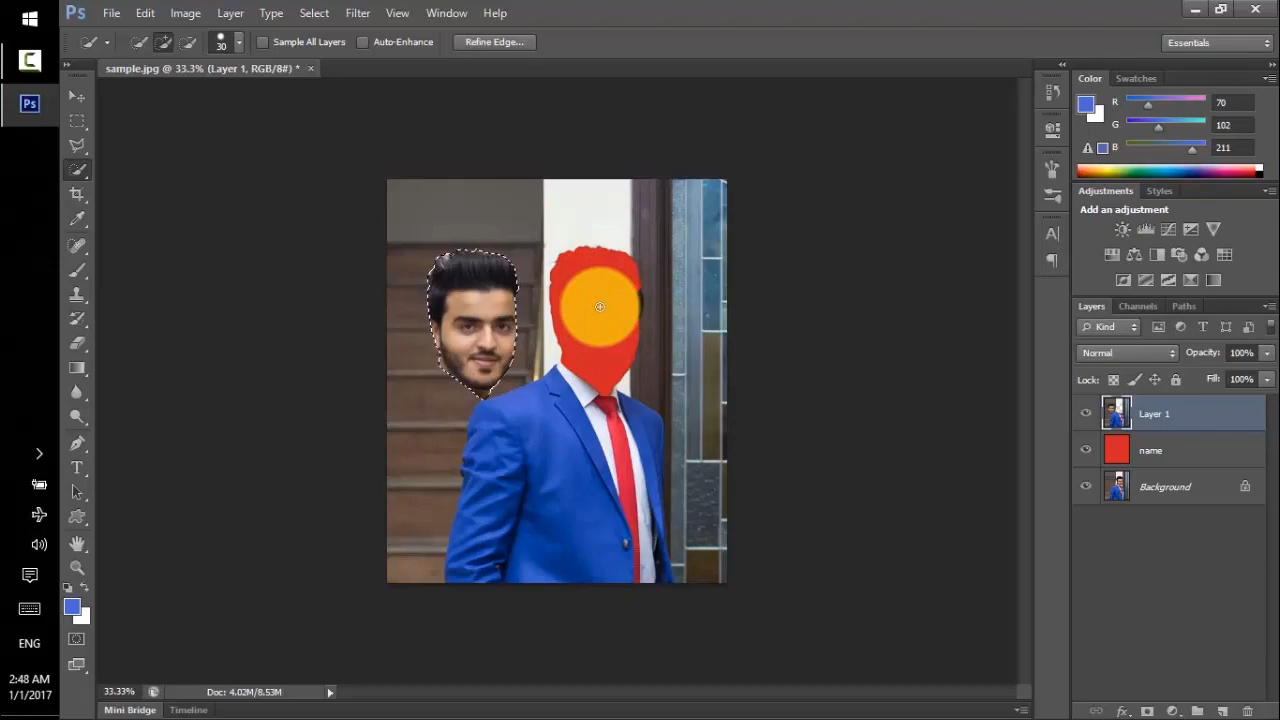 Ps File Edit Image Layer Type Select Filter View Window Help
30 Sample All Layers Auto-Enhance Refine Edge... Essentials
sample.jpg @ 33.3% (Layer 1, RGB/8#) * ×
Color Swatches
R 70
G 102
B 211
Adjustments Styles
Add an adjustment
Layers Channels Paths
Kind
Normal Opacity: 100%
Lock: Fill: 100%
Layer 1
name
Background
Ps
ENG
2:48 AM
1/1/2017
33.33% Doc: 4.02M/8.53M
Mini Bridge Timeline